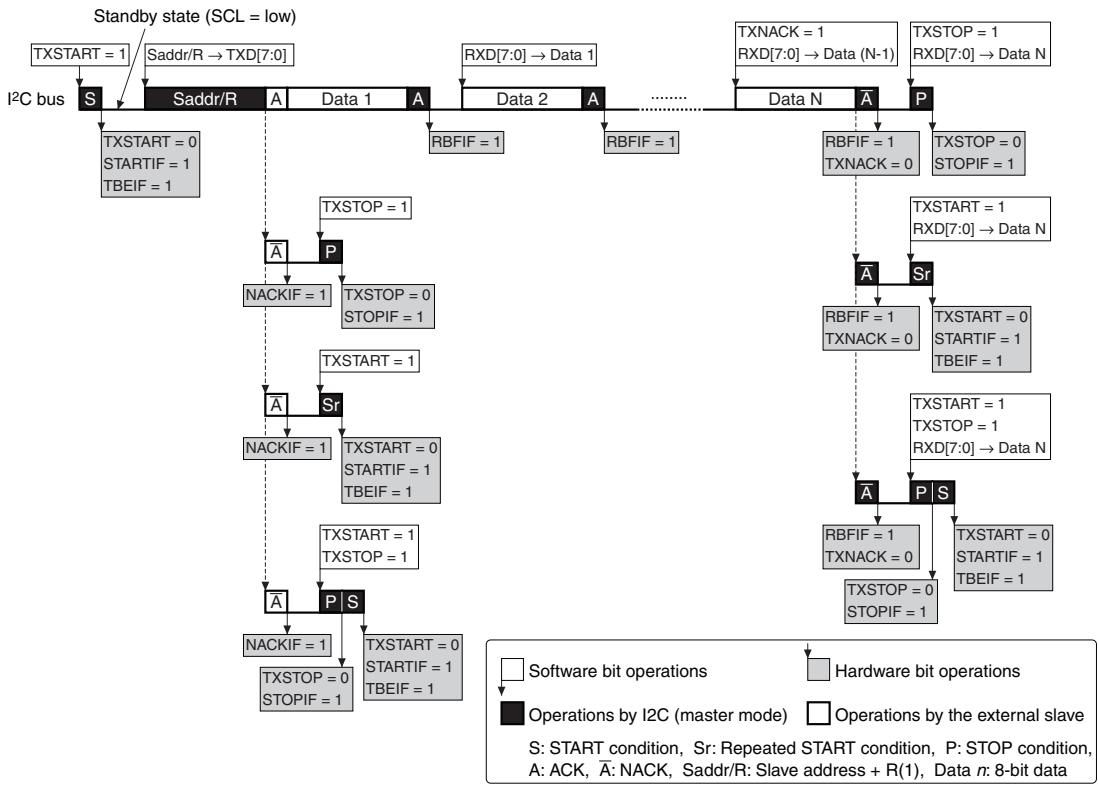 Standby state (SCL = low)
TXSTART = 1
Saddr/R → TXD[7:0]
RXD[7:0] → Data 1
TXNACK = 1
RXD[7:0] → Data (N-1)
TXSTOP = 1
RXD[7:0] → Data N
I²C bus S Saddr/R A Data 1 A Data 2 A ........ Data N A̅ P
TXSTART = 0
STARTIF = 1
TBEIF = 1
RBFIF = 1
RBFIF = 1
RBFIF = 1
TXNACK = 0
TXSTOP = 0
STOPIF = 1
TXSTOP = 1
A̅ P
NACKIF = 1
TXSTOP = 0
STOPIF = 1
TXSTART = 1
RXD[7:0] → Data N
A̅ Sr
RBFIF = 1
TXNACK = 0
TXSTART = 0
STARTIF = 1
TBEIF = 1
TXSTART = 1
A̅ Sr
NACKIF = 1
TXSTART = 0
STARTIF = 1
TBEIF = 1
TXSTART = 1
TXSTOP = 1
RXD[7:0] → Data N
A̅ P S
RBFIF = 1
TXNACK = 0
TXSTOP = 0
STOPIF = 1
TXSTART = 0
STARTIF = 1
TBEIF = 1
TXSTART = 1
TXSTOP = 1
A̅ P S
NACKIF = 1
TXSTOP = 0
STOPIF = 1
TXSTART = 0
STARTIF = 1
TBEIF = 1
Software bit operations
Hardware bit operations
Operations by I2C (master mode)
Operations by the external slave
S: START condition, Sr: Repeated START condition, P: STOP condition,
A: ACK, A̅: NACK, Saddr/R: Slave address + R(1), Data n: 8-bit data